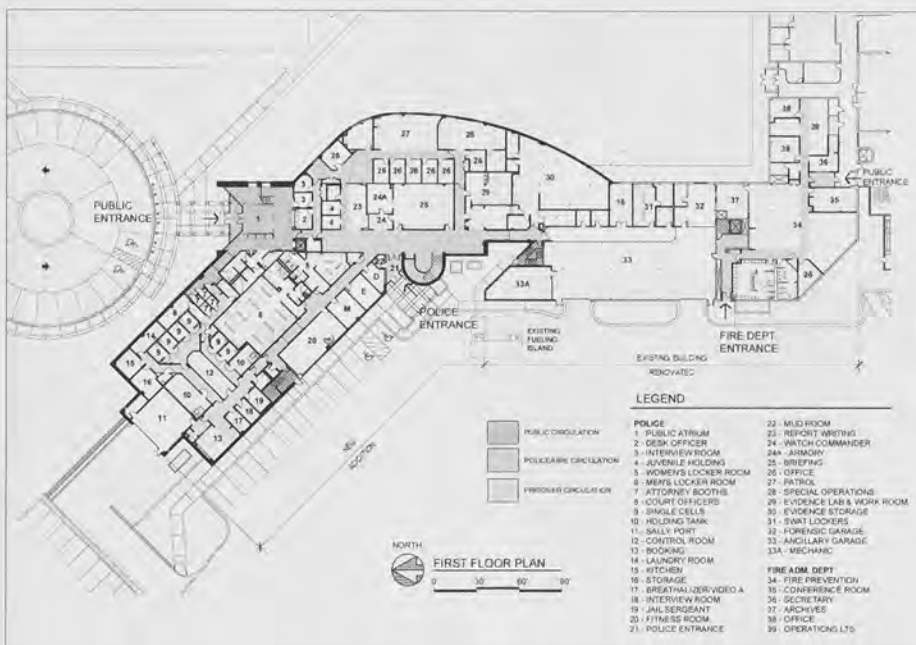 PUBLIC
ENTRANCE
POLICE
ENTRANCE
EXISTING
FUELING
ISLAND
FIRE DEPT.
ENTRANCE
PUBLIC
ENTRANCE
EXISTING BUILDING
RENOVATED
NEW
ADDITION
PUBLIC CIRCULATION
POLICE/FIRE CIRCULATION
PRISONER CIRCULATION
NORTH
FIRST FLOOR PLAN
0 30' 60' 90'
LEGEND
POLICE
1 - PUBLIC ATRIUM
2 - DESK OFFICER
3 - INTERVIEW ROOM
4 - JUVENILE HOLDING
5 - WOMEN'S LOCKER ROOM
6 - MEN'S LOCKER ROOM
7 - ATTORNEY BOOTHS
8 - COURT OFFICERS
9 - SINGLE CELLS
10 - HOLDING TANK
11 - SALLY PORT
12 - CONTROL ROOM
13 - BOOKING
14 - LAUNDRY ROOM
15 - KITCHEN
16 - STORAGE
17 - BREATHALIZER/VIDEO A
18 - INTERVIEW ROOM
19 - JAIL SERGEANT
20 - FITNESS ROOM
21 - POLICE ENTRANCE
22 - MUD ROOM
23 - REPORT WRITING
24 - WATCH COMMANDER
24A - ARMORY
25 - BRIEFING
26 - OFFICE
27 - PATROL
28 - SPECIAL OPERATIONS
29 - EVIDENCE LAB & WORK ROOM
30 - EVIDENCE STORAGE
31 - SWAT LOCKERS
32 - FORENSIC GARAGE
33 - ANCILLARY GARAGE
33A - MECHANIC
FIRE ADM. DEPT
34 - FIRE PREVENTION
35 - CONFERENCE ROOM
36 - SECRETARY
37 - ARCHIVES
38 - OFFICE
39 - OPERATIONS LTS